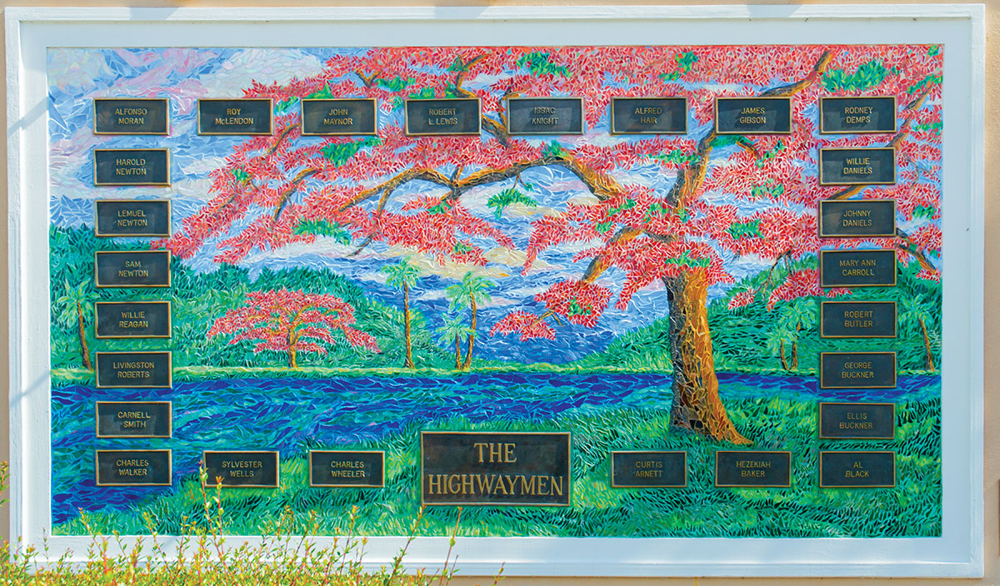 ALFONSO
MORAN
ROY
McLENDON
JOHN
MAYNOR
ROBERT
L. LEWIS
ISSAC
KNIGHT
ALFRED
HAIR
JAMES
GIBSON
RODNEY
DEMPS
HAROLD
NEWTON
WILLIE
DANIELS
LEMUEL
NEWTON
JOHNNY
DANIELS
SAM
NEWTON
MARY ANN
CARROLL
WILLIE
REAGAN
ROBERT
BUTLER
LIVINGSTON
ROBERTS
GEORGE
BUCKNER
CARNELL
SMITH
ELLIS
BUCKNER
CHARLES
WALKER
SYLVESTER
WELLS
CHARLES
WHEELER
THE
HIGHWAYMEN
CURTIS
ARNETT
HEZEKIAH
BAKER
AL
BLACK